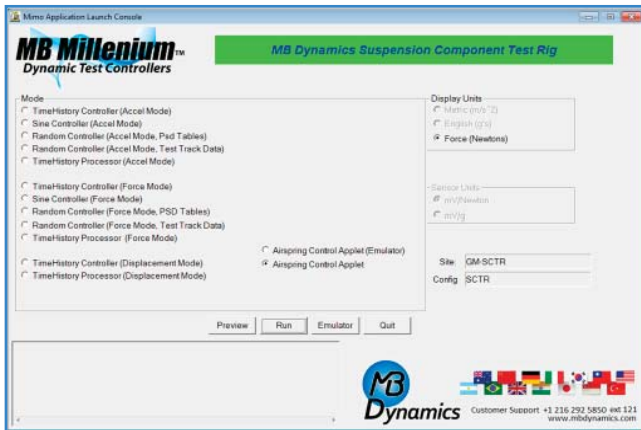 Mimo Application Launch Console
MB Millenium™
Dynamic Test Controllers
MB Dynamics Suspension Component Test Rig
Mode
TimeHistory Controller (Accel Mode)
Sine Controller (Accel Mode)
Random Controller (Accel Mode, Psd Tables)
Random Controller (Accel Mode, Test Track Data)
TimeHistory Processor (Accel Mode)
TimeHistory Controller (Force Mode)
Sine Controller (Force Mode)
Random Controller (Force Mode, PSD Tables)
Random Controller (Force Mode, Test Track Data)
TimeHistory Processor (Force Mode)
TimeHistory Controller (Displacement Mode)
TimeHistory Processor (Displacement Mode)
Airspring Control Applet (Emulator)
Airspring Control Applet
Display Units
Metric (m/s^2)
English (g's)
Force (Newtons)
Sensor Units
mV/Newton
mV/g
Site: GM-SCTR
Config SCTR
Preview Run Emulator Quit
MB
Dynamics
Customer Support +1 216 292 5850 ext 121
www.mbdynamics.com